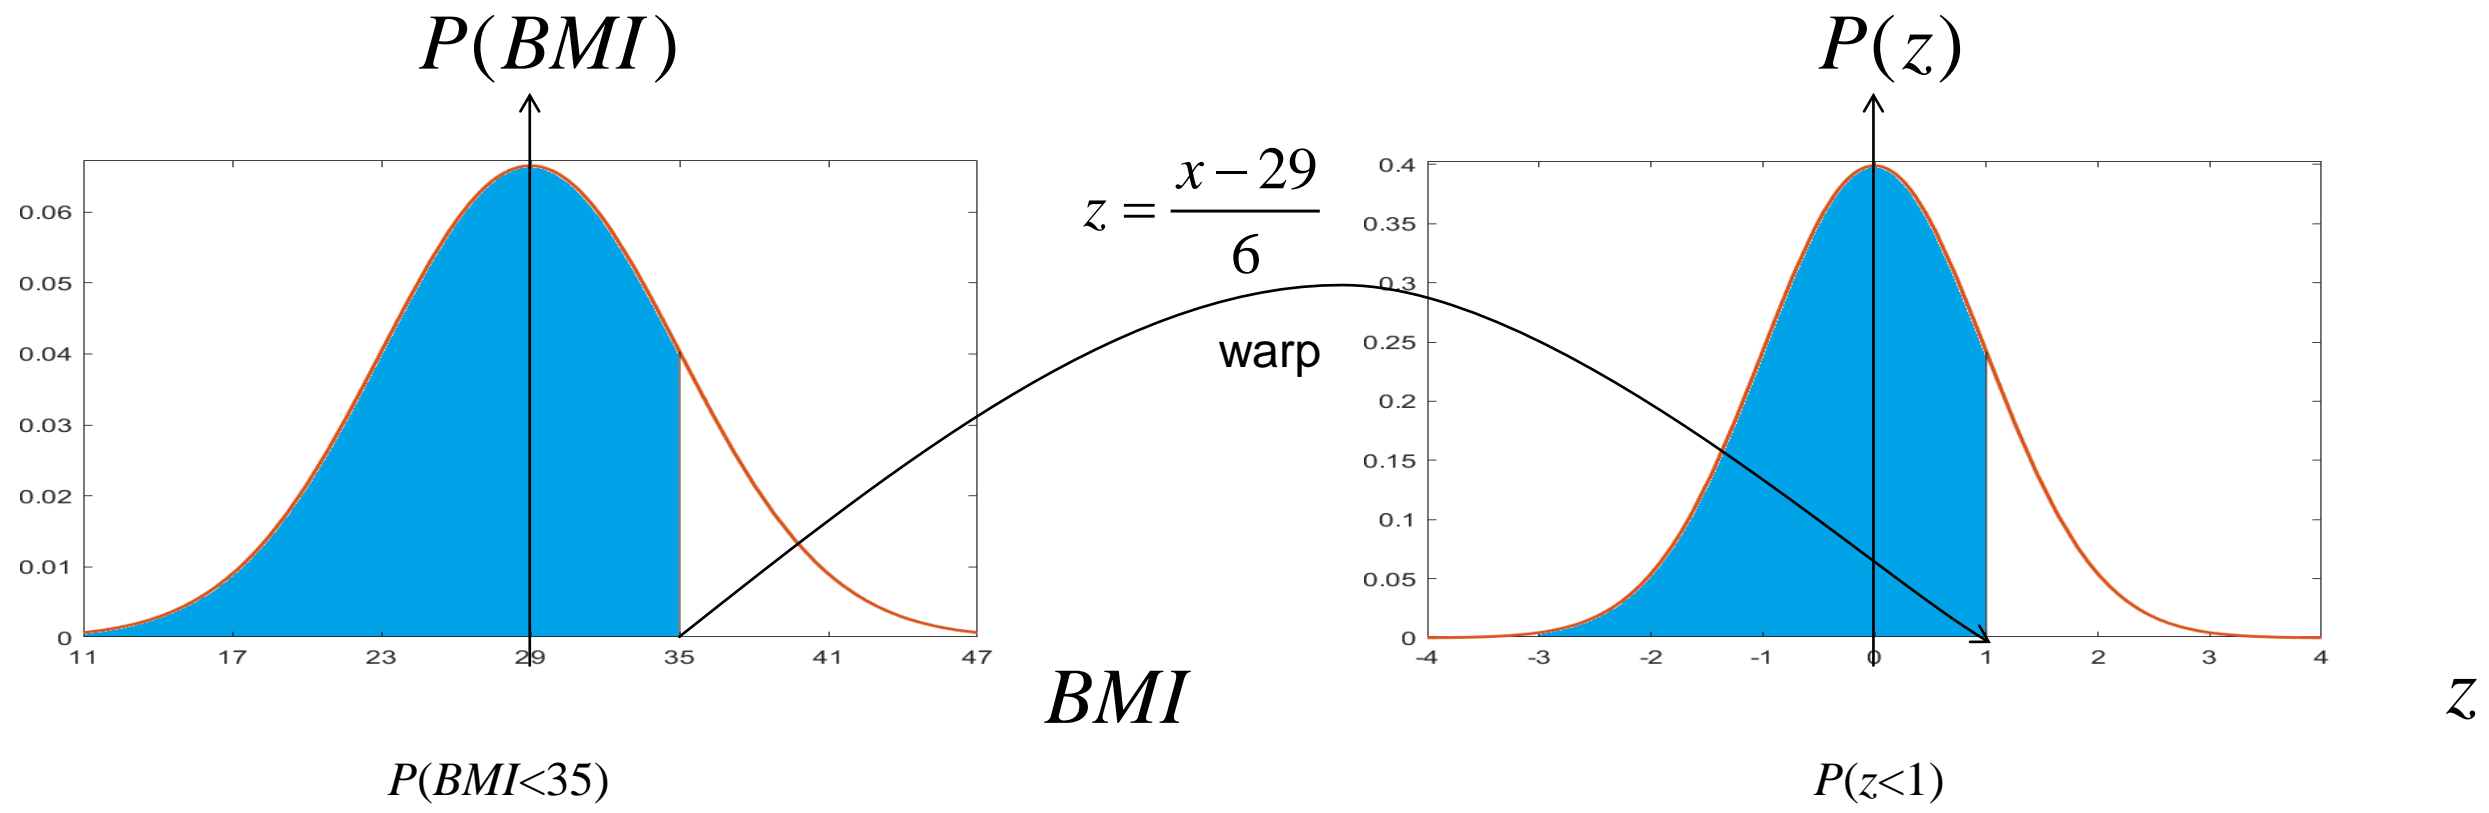 P(BMI)
P(z)
z = x − 29
6
warp
0.06
0.05
0.04
0.03
0.02
0.01
0
11 17 23 29 35 41 47
BMI
P(BMI<35)
0.4
0.35
0.3
0.25
0.2
0.15
0.1
0.05
0
-4 -3 -2 -1 0 1 2 3 4
z
P(z<1)